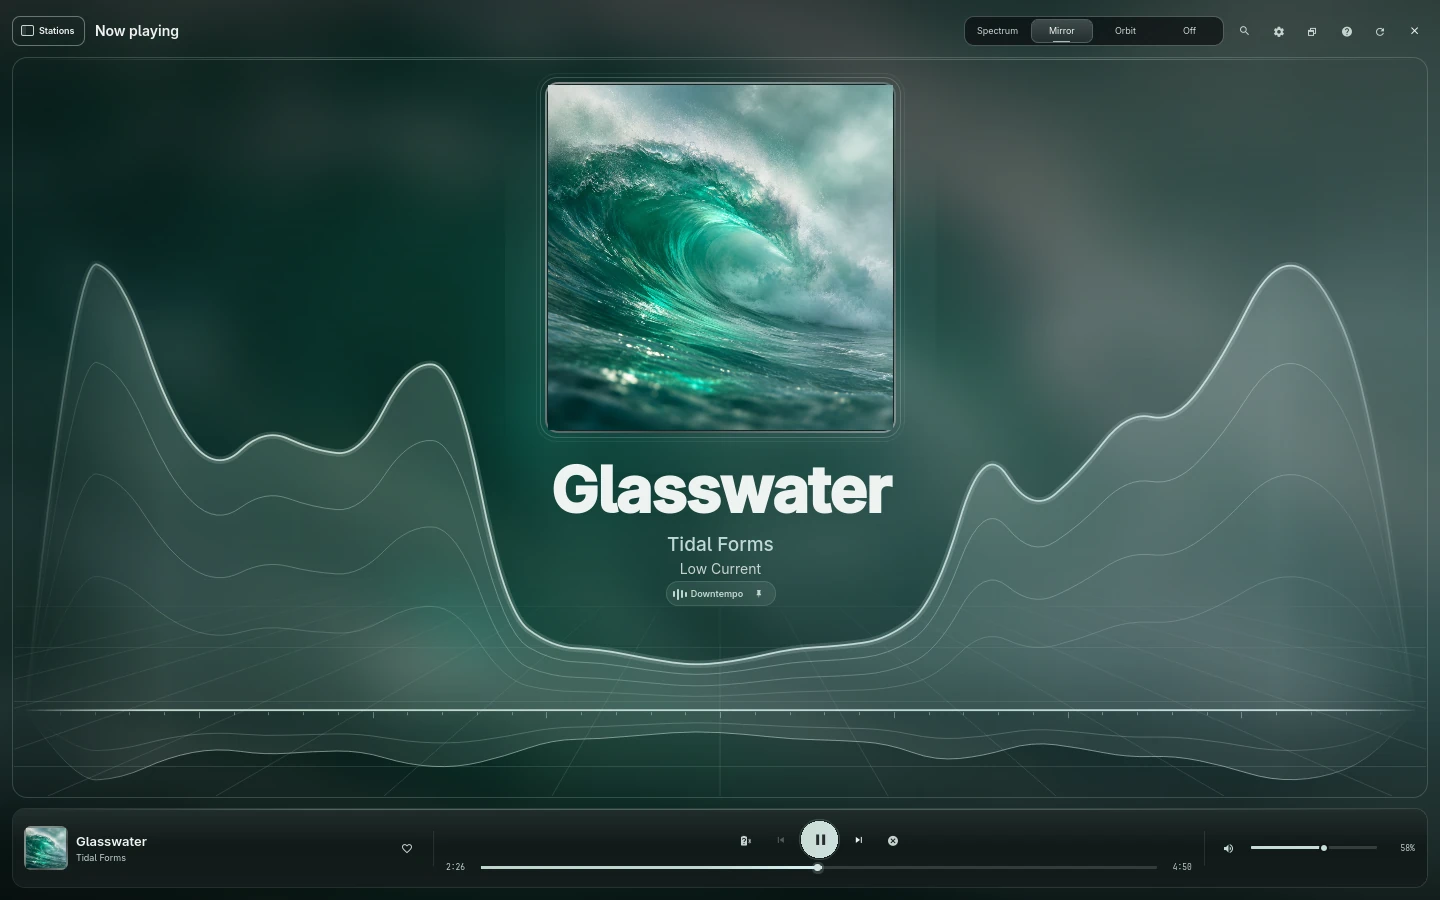 Stations
Now playing
Spectrum
Mirror
Orbit
Off
Glasswater
Tidal Forms
Low Current
Downtempo
Glasswater
Tidal Forms
2:26
4:50
58%